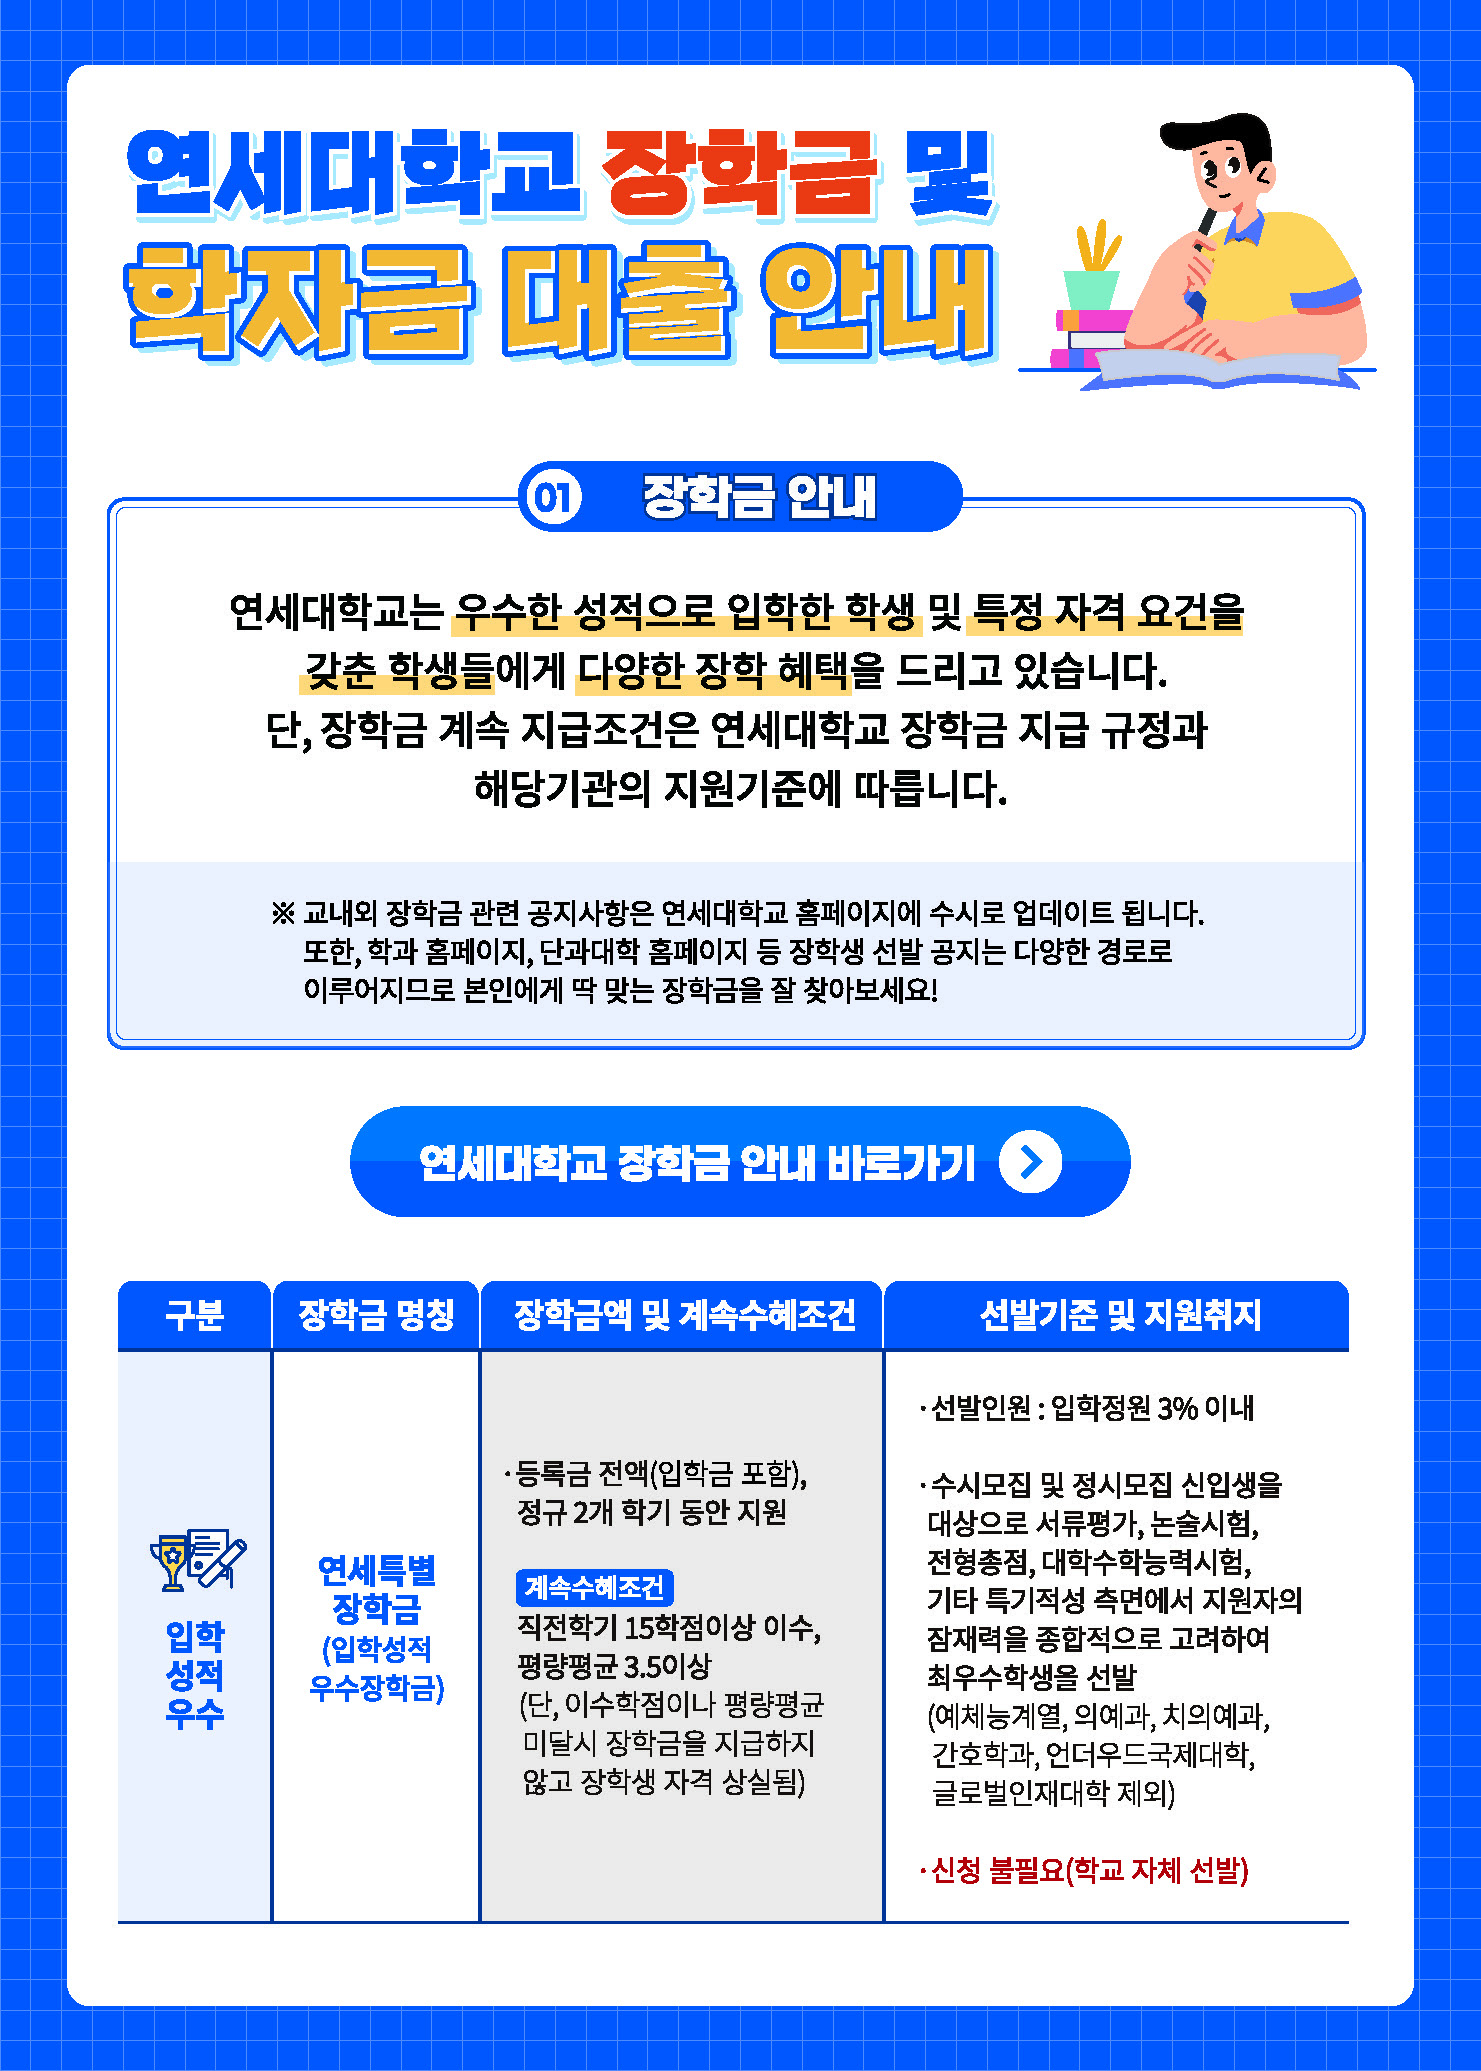 연세대학교 장학금 및
학자금 대출 안내
01 장학금 안내
연세대학교는 우수한 성적으로 입학한 학생 및 특정 자격 요건을
갖춘 학생들에게 다양한 장학 혜택을 드리고 있습니다.
단, 장학금 계속 지급조건은 연세대학교 장학금 지급 규정과
해당기관의 지원기준에 따릅니다.
※ 교내외 장학금 관련 공지사항은 연세대학교 홈페이지에 수시로 업데이트 됩니다.
또한, 학과 홈페이지, 단과대학 홈페이지 등 장학생 선발 공지는 다양한 경로로
이루어지므로 본인에게 딱 맞는 장학금을 잘 찾아보세요!
연세대학교 장학금 안내 바로가기
구분
장학금 명칭
장학금액 및 계속수혜조건
선발기준 및 지원취지
입학
성적
우수
연세특별
장학금
(입학성적
우수장학금)
· 등록금 전액(입학금 포함),
정규 2개 학기 동안 지원
계속수혜조건
직전학기 15학점이상 이수,
평량평균 3.5이상
(단, 이수학점이나 평량평균
미달시 장학금을 지급하지
않고 장학생 자격 상실됨)
· 선발인원 : 입학정원 3% 이내
· 수시모집 및 정시모집 신입생을
대상으로 서류평가, 논술시험,
전형총점, 대학수학능력시험,
기타 특기적성 측면에서 지원자의
잠재력을 종합적으로 고려하여
최우수학생을 선발
(예체능계열, 의예과, 치의예과,
간호학과, 언더우드국제대학,
글로벌인재대학 제외)
· 신청 불필요(학교 자체 선발)